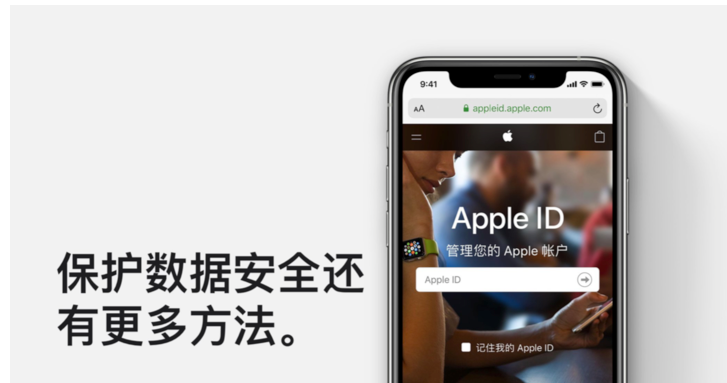 保护数据安全还
有更多方法。
9:41
AA
appleid.apple.com
Apple ID
管理您的 Apple 帐户
Apple ID
记住我的 Apple ID